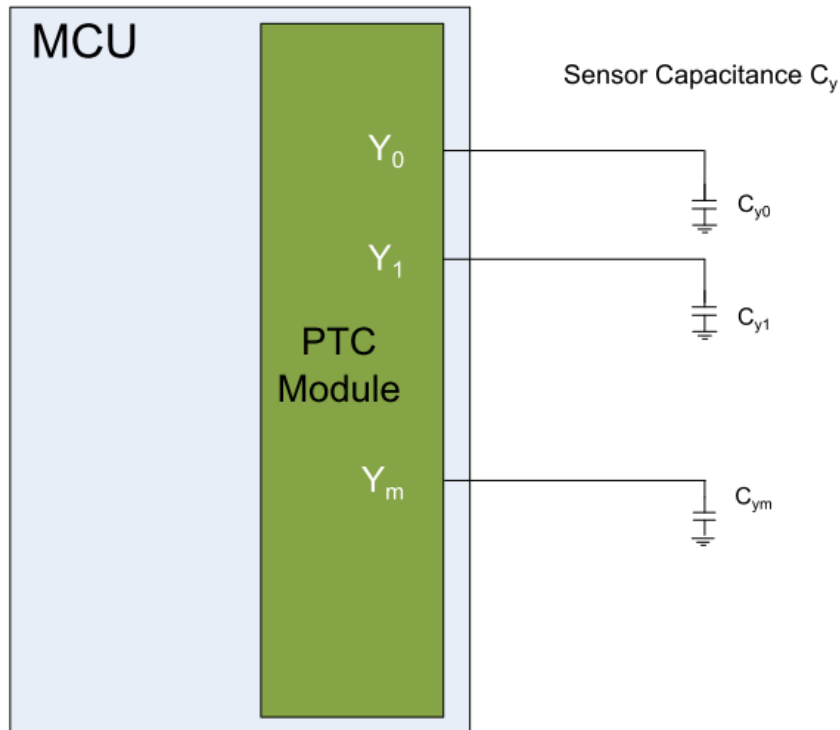 MCU
Sensor Capacitance Cy
Y0
Cy0
Y1
Cy1
PTC
Module
Ym
Cym